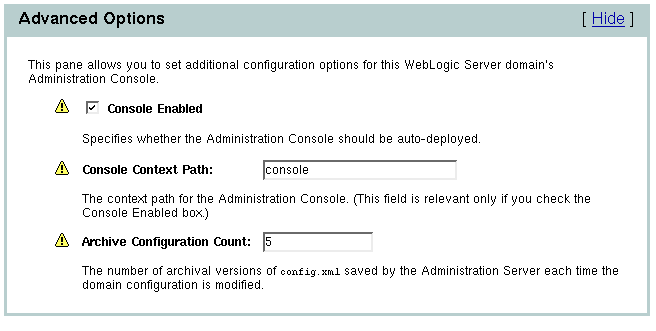 Advanced Options [ Hide ]
This pane allows you to set additional configuration options for this WebLogic Server domain's
Administration Console.
Console Enabled
Specifies whether the Administration Console should be auto-deployed.
Console Context Path: console
The context path for the Administration Console. (This field is relevant only if you check the
Console Enabled box.)
Archive Configuration Count: 5
The number of archival versions of config.xml saved by the Administration Server each time the
domain configuration is modified.